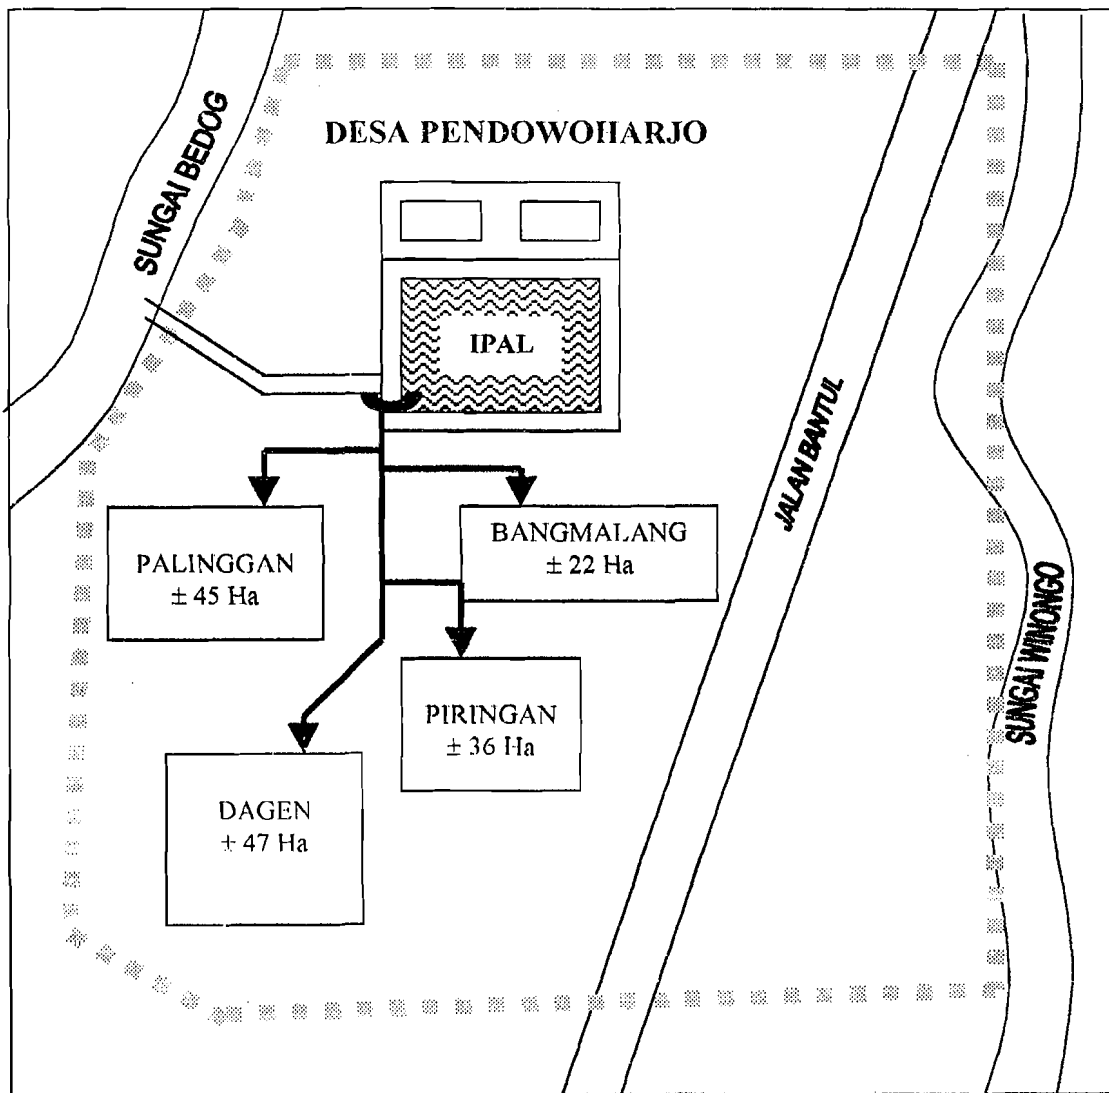 DESA PENDOWOHARJO
SUNGAI BEDOG
IPAL
JALAN BANTUL
PALINGGAN
± 45 Ha
BANGMALANG
± 22 Ha
SUNGAI WINONGO
PIRINGAN
± 36 Ha
DAGEN
± 47 Ha